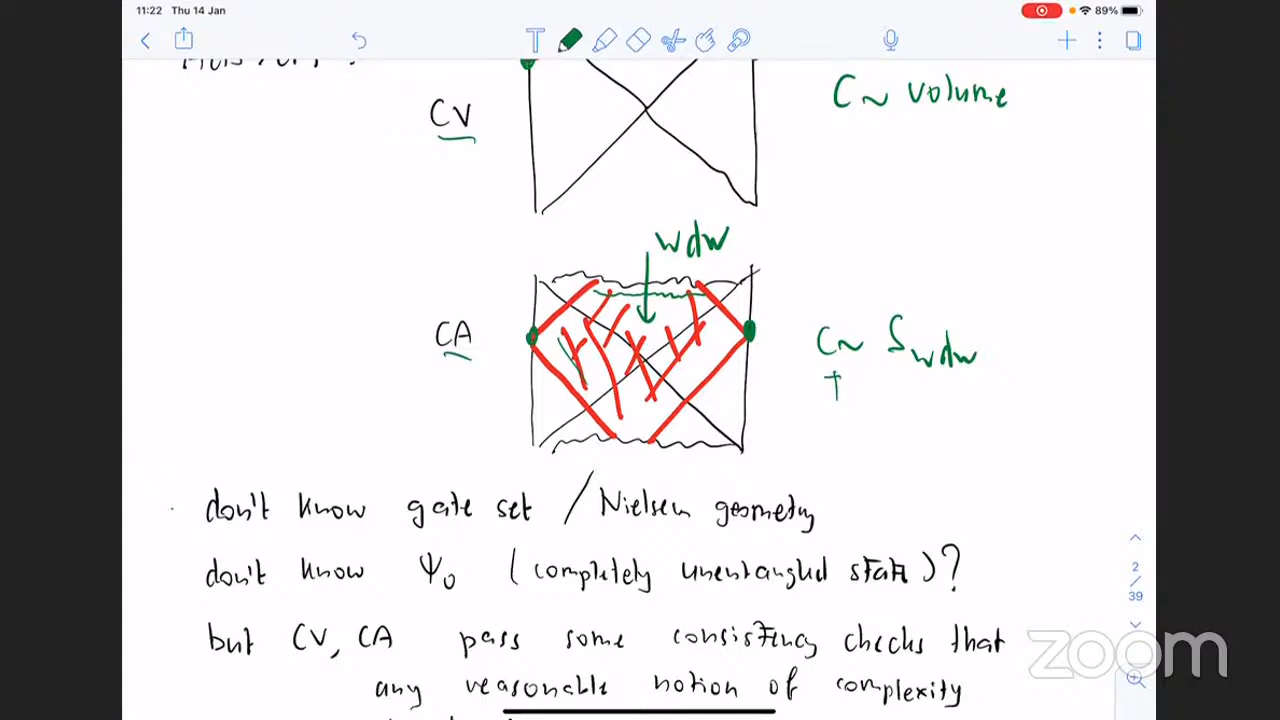 11:22 Thu 14 Jan
89%
CV
C ~ volume
wdw
CA
C ~ S wdw
don't know gate set / Nielsen geometry
don't know Ψ0 (completely unentangled state)?
but CV, CA pass some consistency checks that
any reasonable notion of complexity
2
/
39
zoom